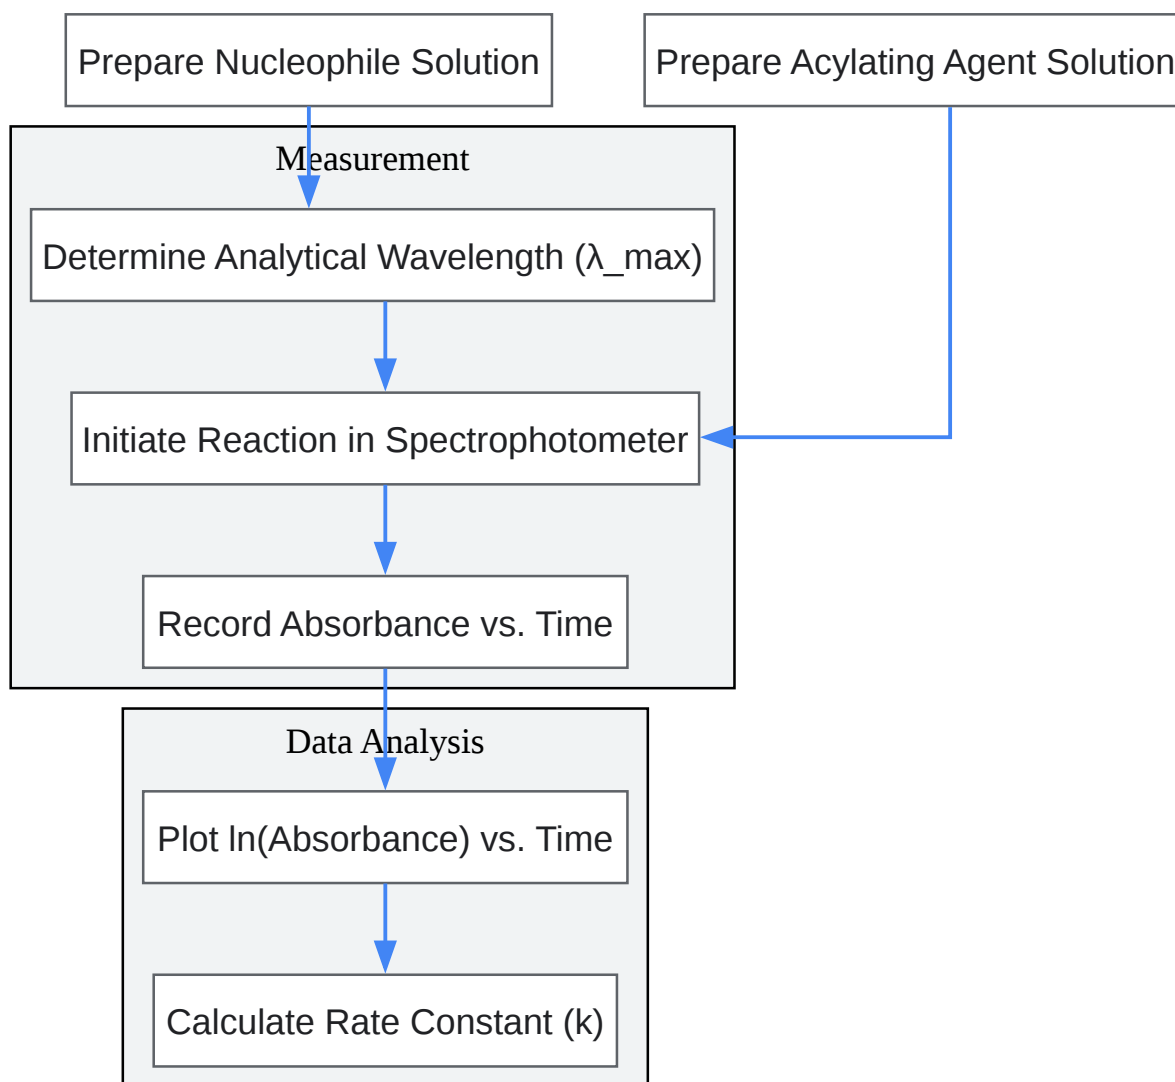 Prepare Nucleophile Solution
Prepare Acylating Agent Solution
Measurement
Determine Analytical Wavelength (λ_max)
Initiate Reaction in Spectrophotometer
Record Absorbance vs. Time
Data Analysis
Plot ln(Absorbance) vs. Time
Calculate Rate Constant (k)